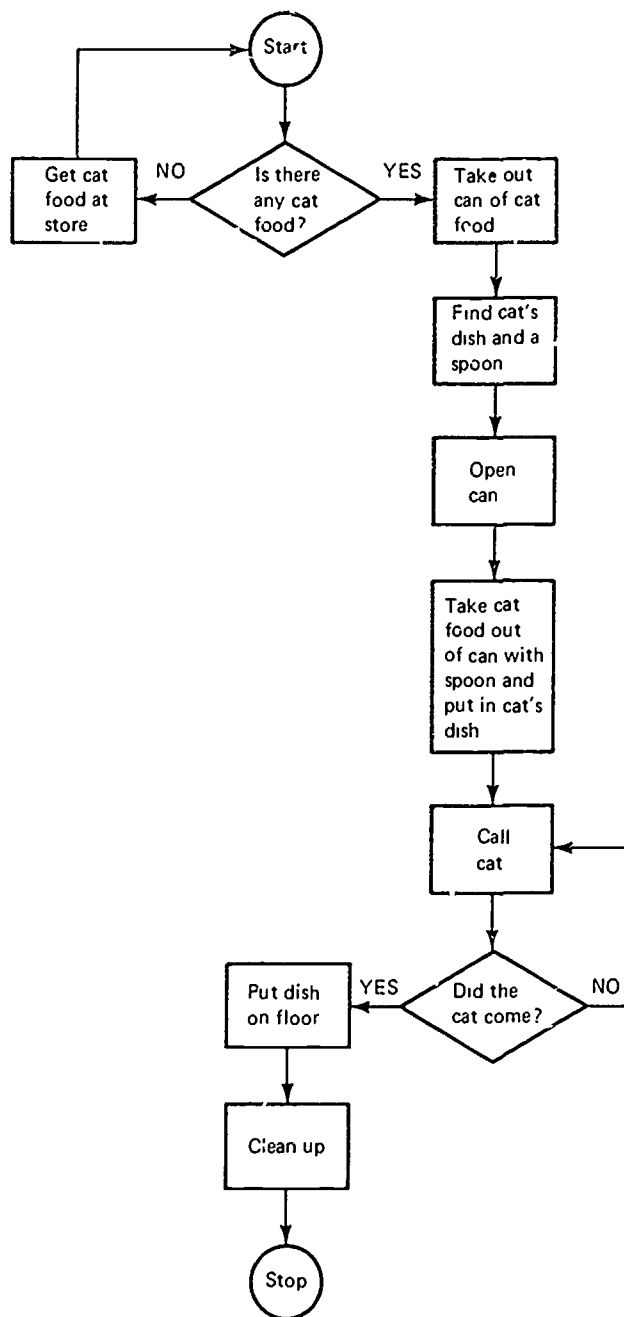 Start
NO
Is there
any cat
food?
YES
Get cat
food at
store
Take out
can of cat
food
Find cat's
dish and a
spoon
Open
can
Take cat
food out
of can with
spoon and
put in cat's
dish
Call
cat
Did the
cat come?
YES
NO
Put dish
on floor
Clean up
Stop